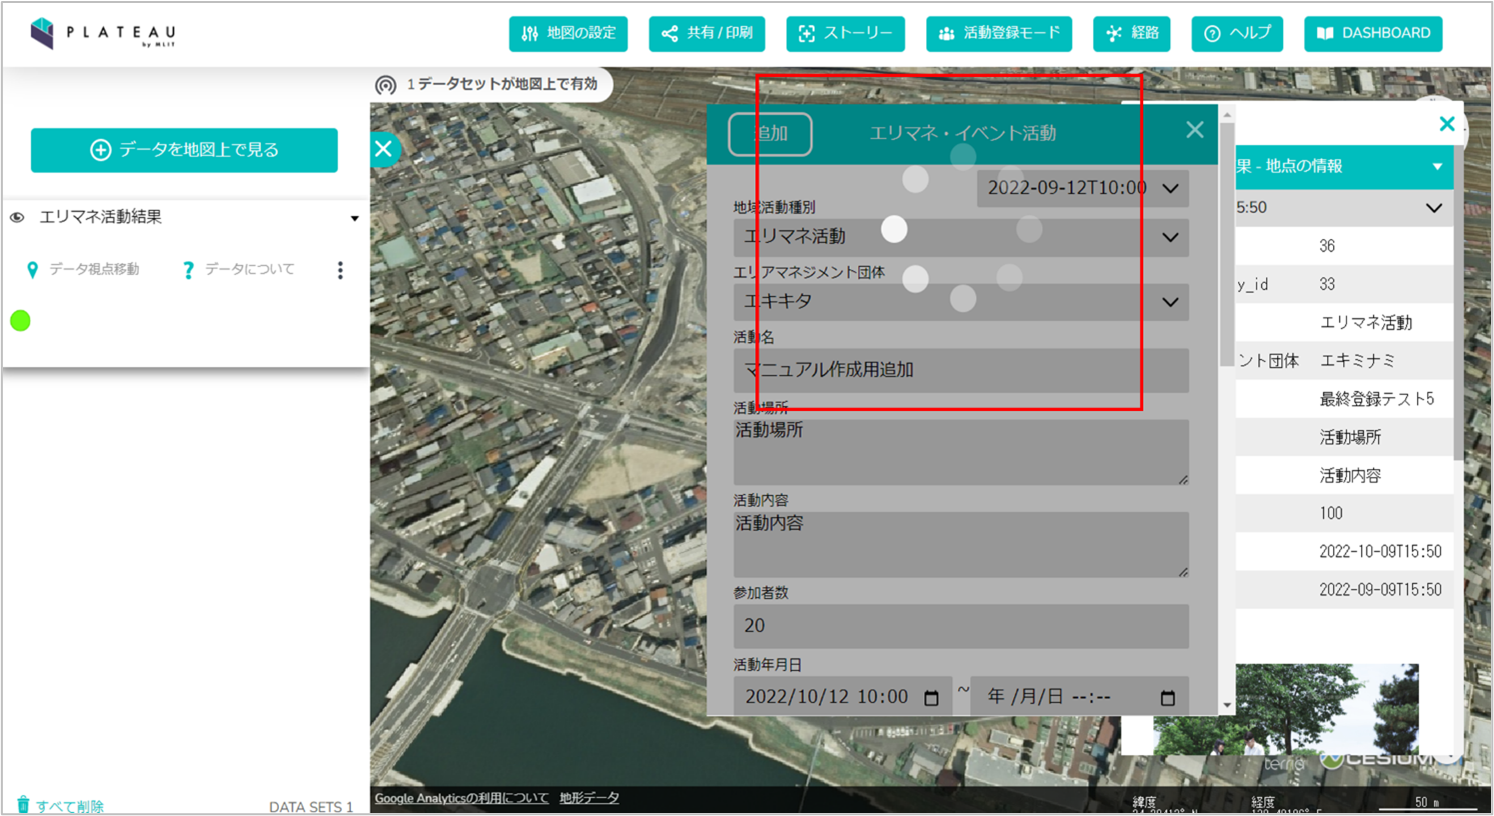 PLATEAU
by MLIT
地図の設定
共有 / 印刷
ストーリー
活動登録モード
経路
ヘルプ
DASHBOARD
1 データセットが地図上で有効
データを地図上で見る
エリマネ活動結果
データ視点移動
データについて
すべて削除
DATA SETS 1
追加
エリマネ・イベント活動
2022-09-12T10:00
地域活動種別
エリマネ活動
エリアマネジメント団体
エキキタ
活動名
マニュアル作成用追加
活動場所
活動場所
活動内容
活動内容
参加者数
20
活動年月日
2022/10/12 10:00
~
年 /月/日 --:--
果 - 地点の情報
5:50
36
y_id
33
エリマネ活動
ント団体
エキミナミ
最終登録テスト5
活動場所
活動内容
100
2022-10-09T15:50
2022-09-09T15:50
terria
CESIUM
Google Analyticsの利用について
地形データ
緯度
経度
50 m